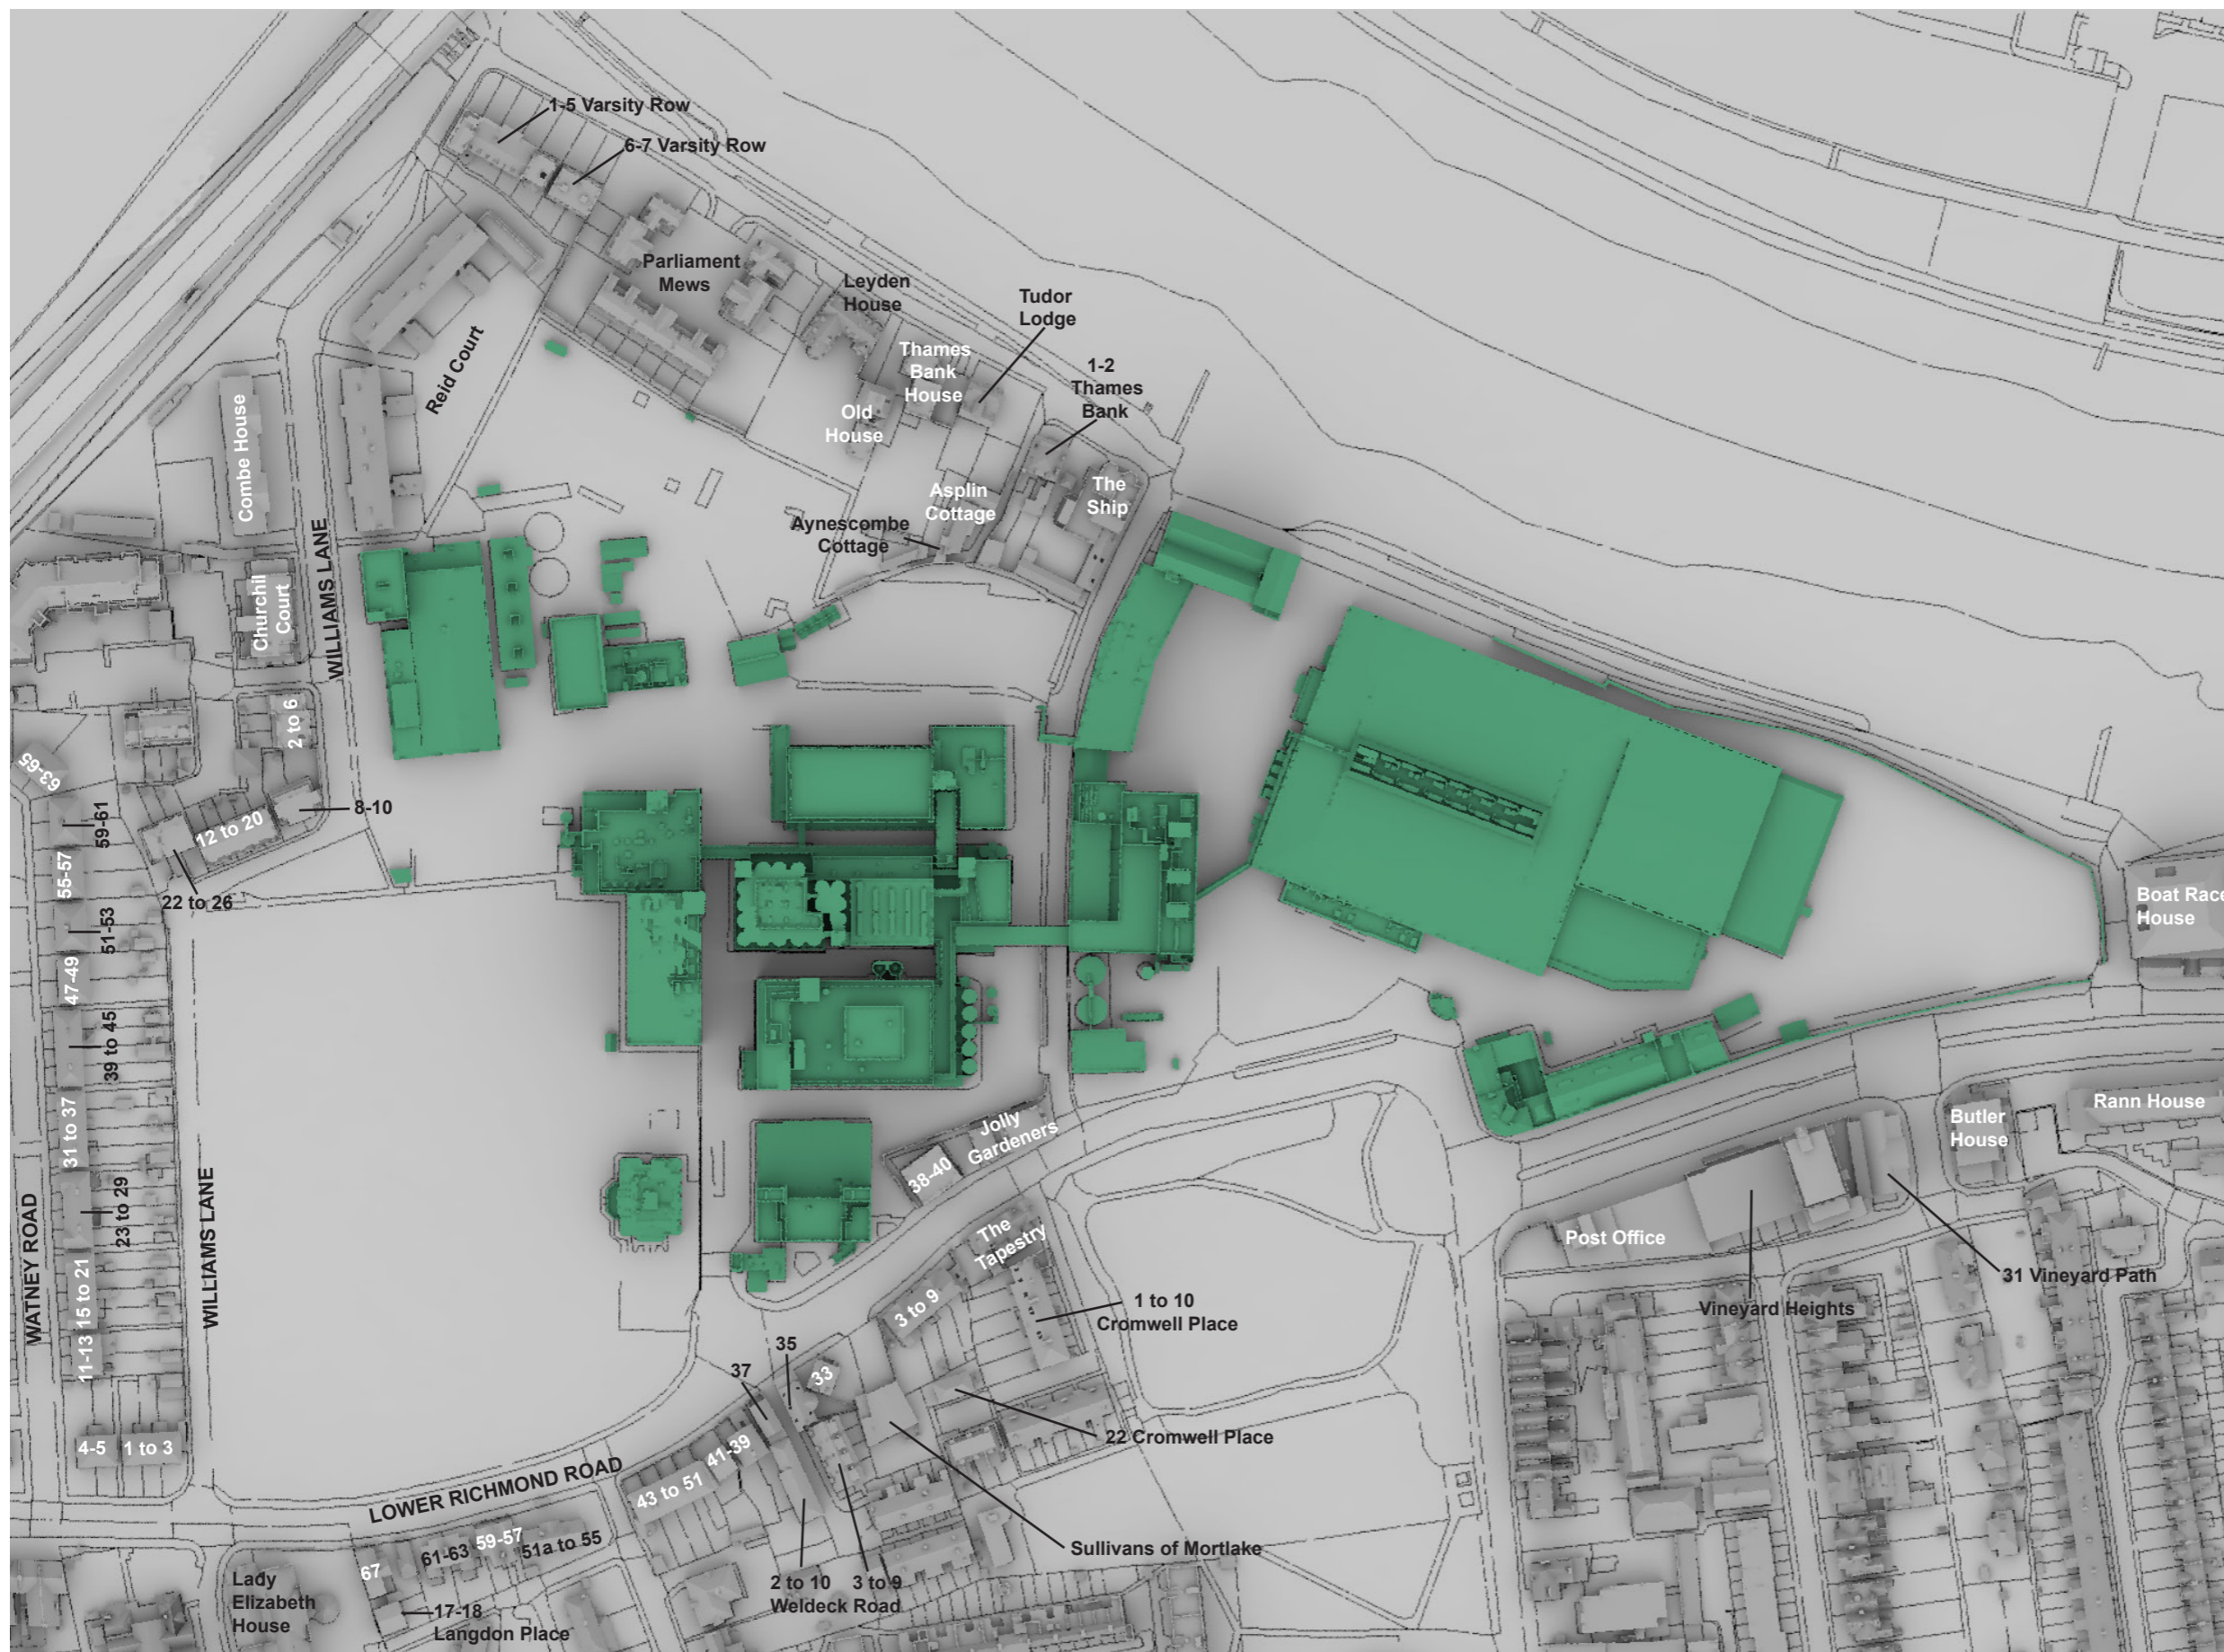 1-5 Varsity Row
6-7 Varsity Row
Parliament
Mews
Leyden
House
Tudor
Lodge
Thames
Bank
House
1-2
Thames
Bank
Reid Court
Old
House
Combe House
Asplin
Cottage
The
Ship
Aynescombe
Cottage
WILLIAMS LANE
Churchil
Court
2 to 6
63-65
59-61
8-10
12 to 20
22 to 26
55-57
51-53
47-49
39 to 45
31 to 37
23 to 29
15 to 21
11-13
WATNEY ROAD
WILLIAMS LANE
4-5
1 to 3
Boat Race
House
Jolly
Gardeners
38-40
Butler
House
Rann House
The
Tapestry
Post Office
31 Vineyard Path
Vineyard Heights
3 to 9
1 to 10
Cromwell Place
35
37
33
22 Cromwell Place
41-39
43 to 51
LOWER RICHMOND ROAD
Sullivans of Mortlake
59-57
51a to 55
61-63
67
2 to 10
Weldeck Road
3 to 9
Lady
Elizabeth
House
17-18
Langdon Place